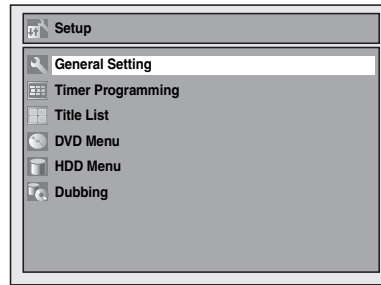 Setup
General Setting
Timer Programming
Title List
DVD Menu
HDD Menu
Dubbing